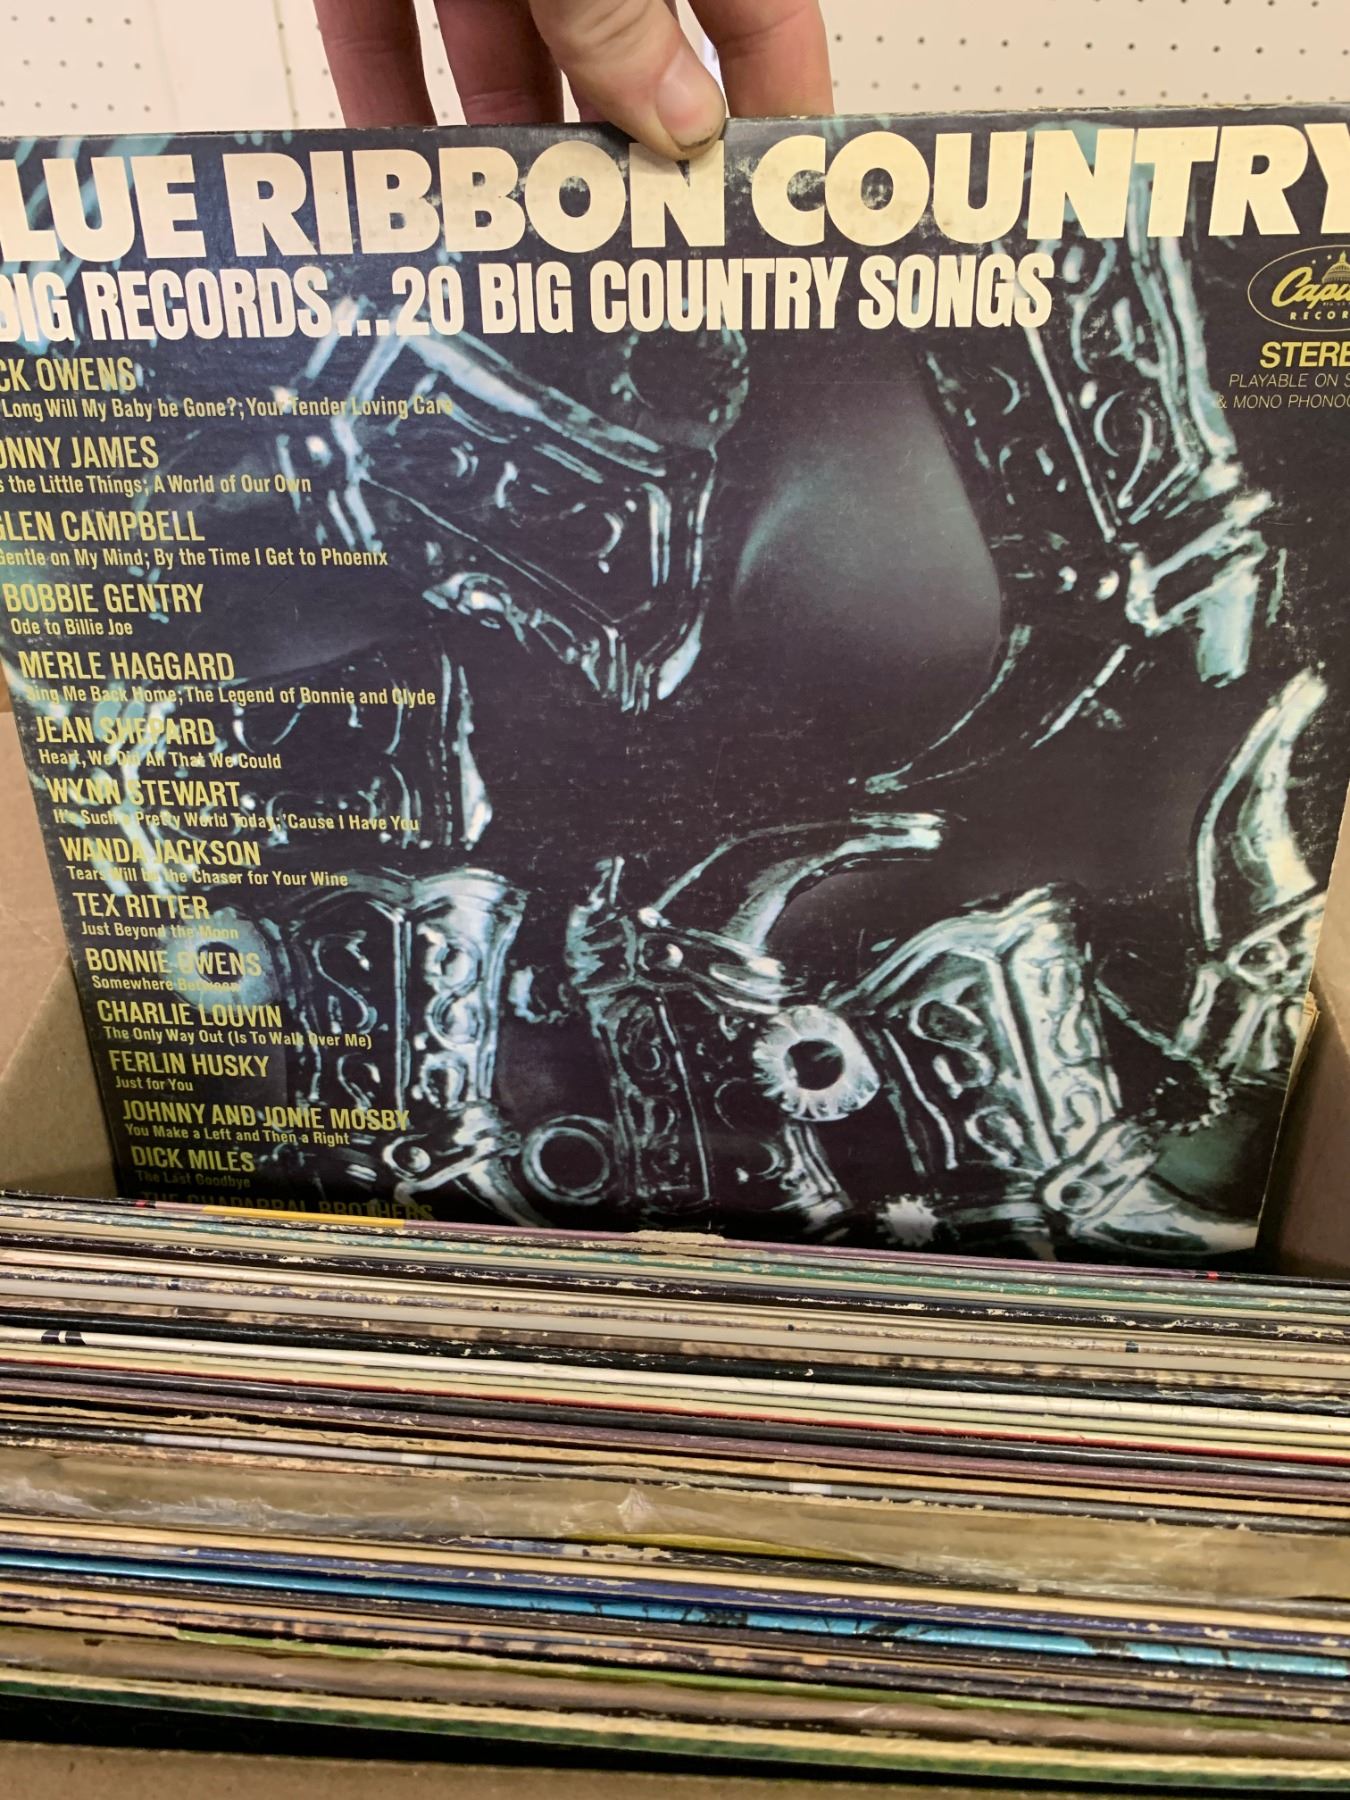 LUE RIBBON COUNTRY
BIG RECORDS...20 BIG COUNTRY SONGS
Capi
RECOR
STERE
PLAYABLE ON S
& MONO PHONOG
CK OWENS
Long Will My Baby be Gone?; Your Tender Loving Care
ONNY JAMES
s the Little Things; A World of Our Own
GLEN CAMPBELL
Gentle on My Mind; By the Time I Get to Phoenix
BOBBIE GENTRY
Ode to Billie Joe
MERLE HAGGARD
Sing Me Back Home; The Legend of Bonnie and Clyde
JEAN SHEPARD
Heart, We Did All That We Could
WYNN STEWART
It's Such a Pretty World Today; 'Cause I Have You
WANDA JACKSON
Tears Will be the Chaser for Your Wine
TEX RITTER
Just Beyond the Moon
BONNIE OWENS
Somewhere Between
CHARLIE LOUVIN
The Only Way Out (Is To Walk Over Me)
FERLIN HUSKY
Just for You
JOHNNY AND JONIE MOSBY
You Make a Left and Then a Right
DICK MILES
The Last Goodbye
THE CHAPARRAL BROTHERS